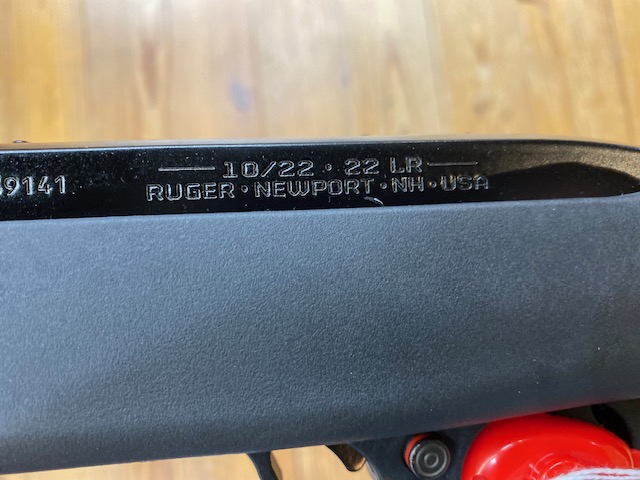 10/22 · 22 LR
9141
RUGER · NEWPORT · NH · USA